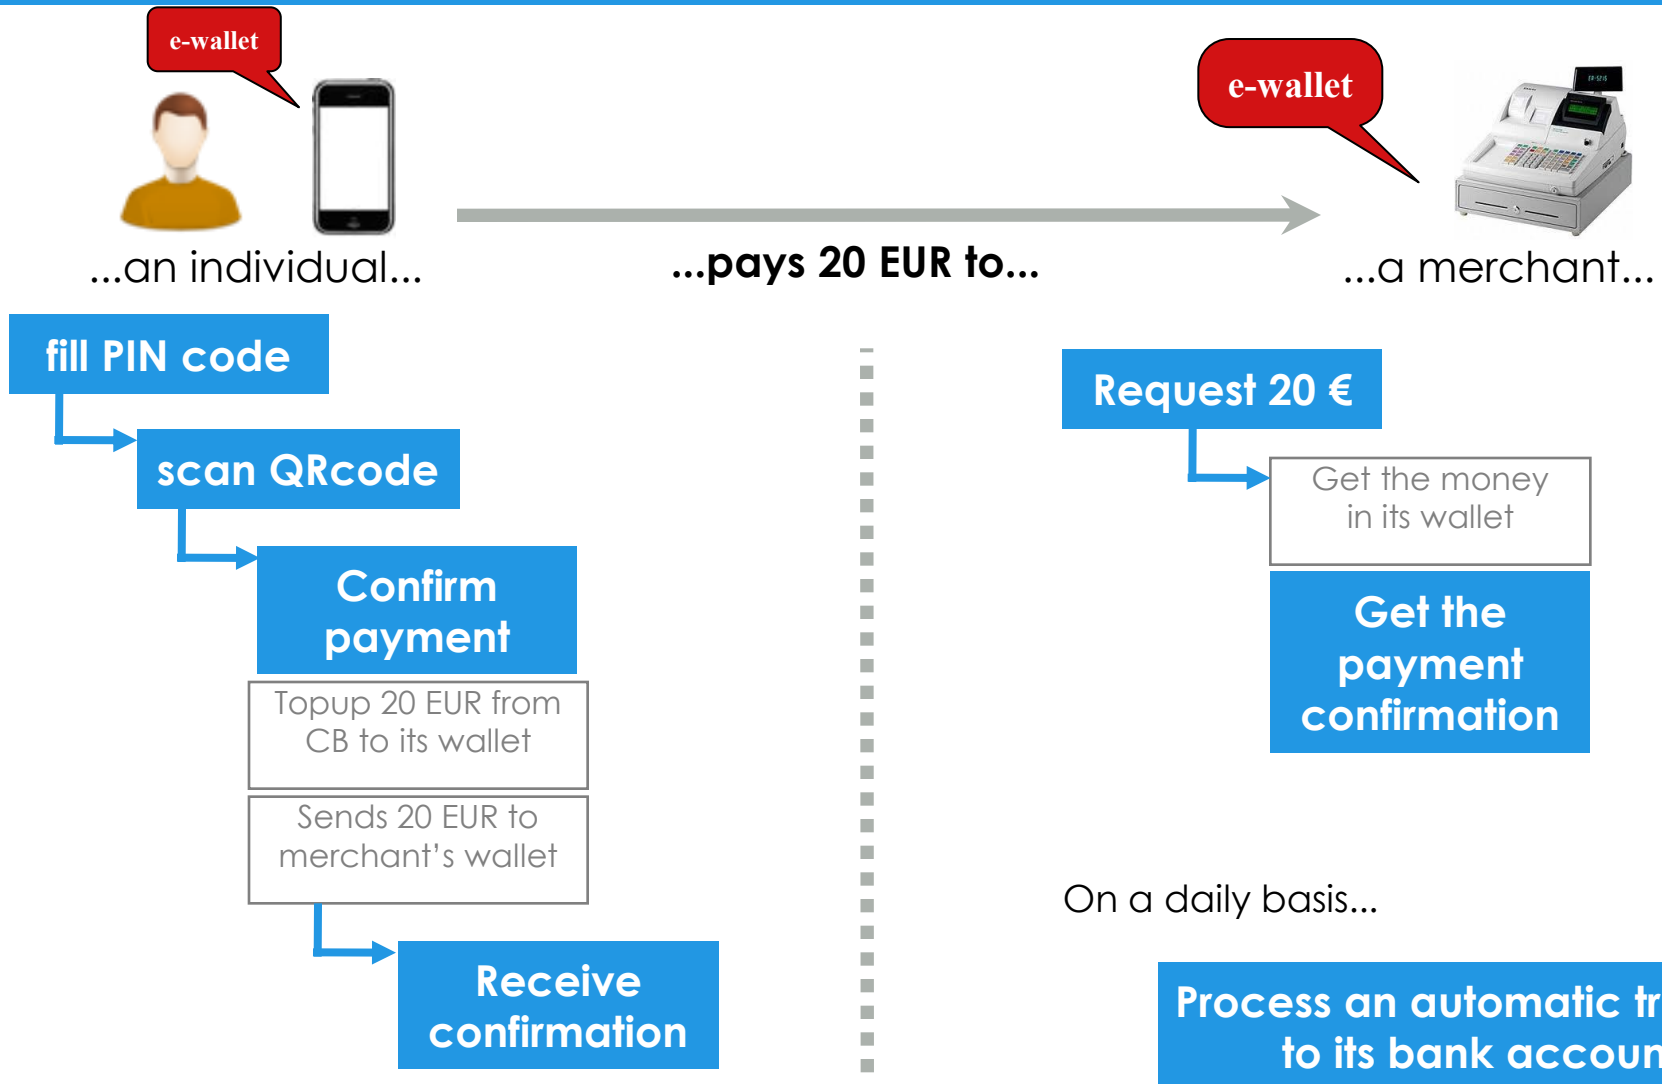 e-wallet
e-wallet
...an individual...
...pays 20 EUR to...
...a merchant...
fill PIN code
scan QRcode
Confirm
payment
Topup 20 EUR from
CB to its wallet
Sends 20 EUR to
merchant's wallet
Receive
confirmation
Request 20 €
Get the money
in its wallet
Get the
payment
confirmation
On a daily basis...
Process an automatic
to its bank